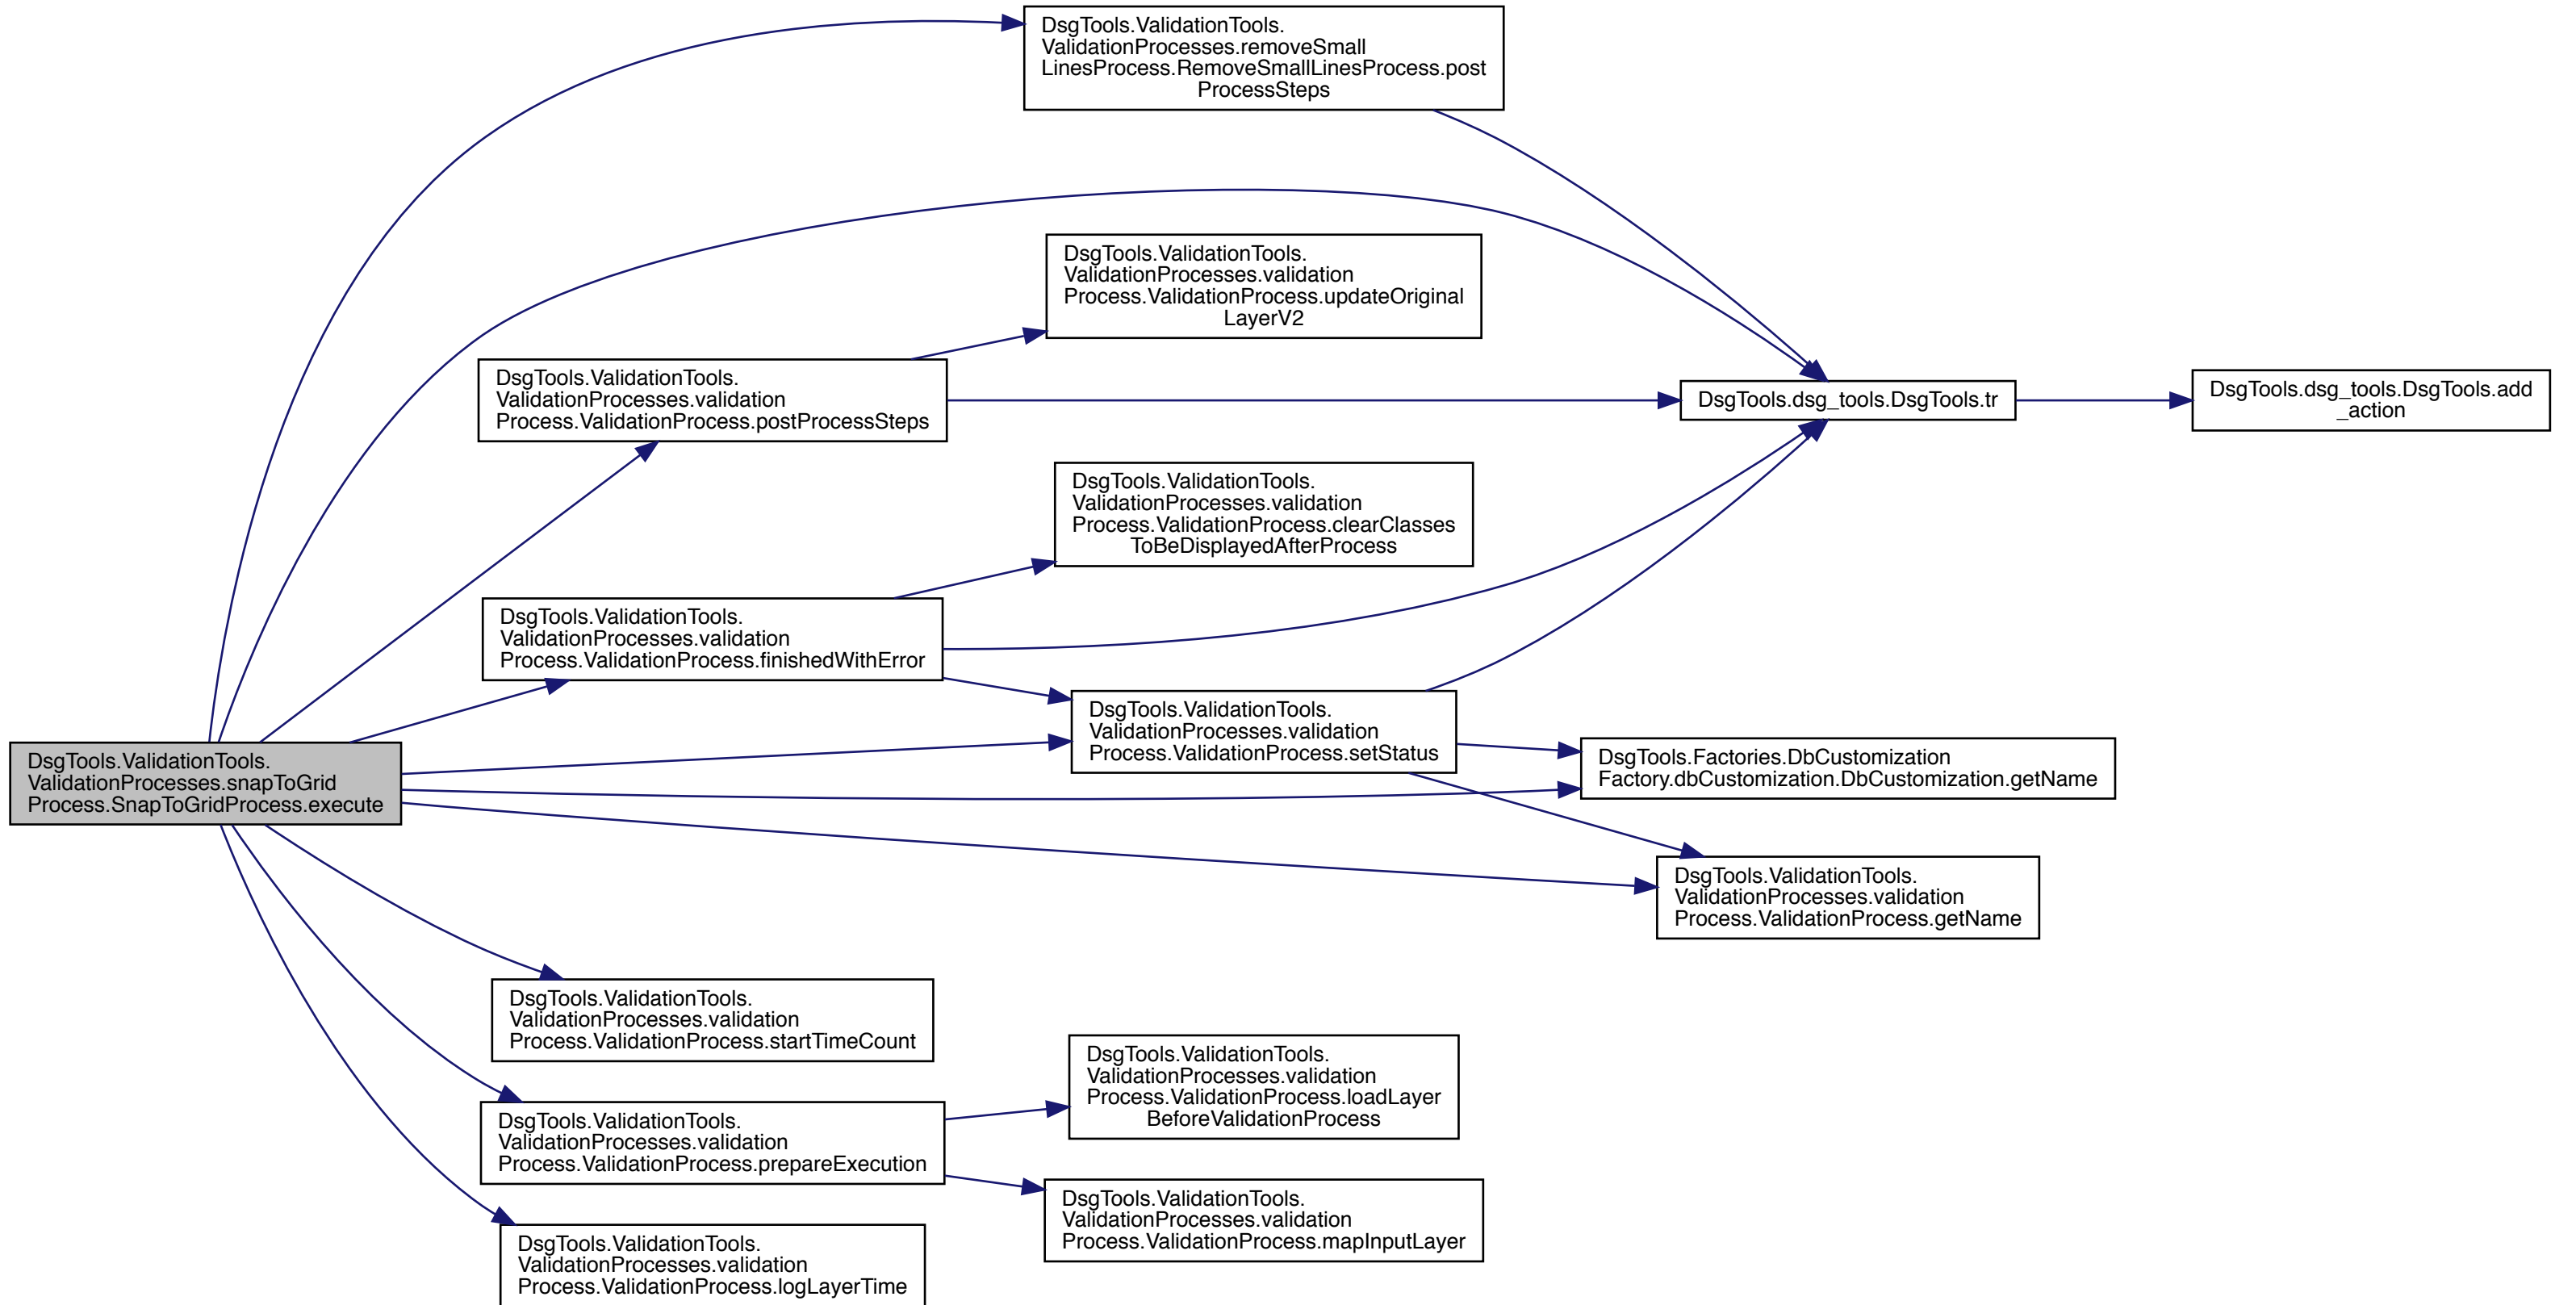 DsgTools.ValidationTools.
ValidationProcesses.removeSmall
LinesProcess.RemoveSmallLinesProcess.post
ProcessSteps
DsgTools.ValidationTools.
ValidationProcesses.validation
Process.ValidationProcess.updateOriginal
LayerV2
DsgTools.ValidationTools.
ValidationProcesses.validation
Process.ValidationProcess.postProcessSteps
DsgTools.dsg_tools.DsgTools.tr
DsgTools.dsg_tools.DsgTools.add
_action
DsgTools.ValidationTools.
ValidationProcesses.validation
Process.ValidationProcess.clearClasses
ToBeDisplayedAfterProcess
DsgTools.ValidationTools.
ValidationProcesses.validation
Process.ValidationProcess.finishedWithError
DsgTools.ValidationTools.
ValidationProcesses.validation
Process.ValidationProcess.setStatus
DsgTools.ValidationTools.
ValidationProcesses.snapToGrid
Process.SnapToGridProcess.execute
DsgTools.Factories.DbCustomization
Factory.dbCustomization.DbCustomization.getName
DsgTools.ValidationTools.
ValidationProcesses.validation
Process.ValidationProcess.getName
DsgTools.ValidationTools.
ValidationProcesses.validation
Process.ValidationProcess.startTimeCount
DsgTools.ValidationTools.
ValidationProcesses.validation
Process.ValidationProcess.loadLayer
BeforeValidationProcess
DsgTools.ValidationTools.
ValidationProcesses.validation
Process.ValidationProcess.prepareExecution
DsgTools.ValidationTools.
ValidationProcesses.validation
Process.ValidationProcess.mapInputLayer
DsgTools.ValidationTools.
ValidationProcesses.validation
Process.ValidationProcess.logLayerTime